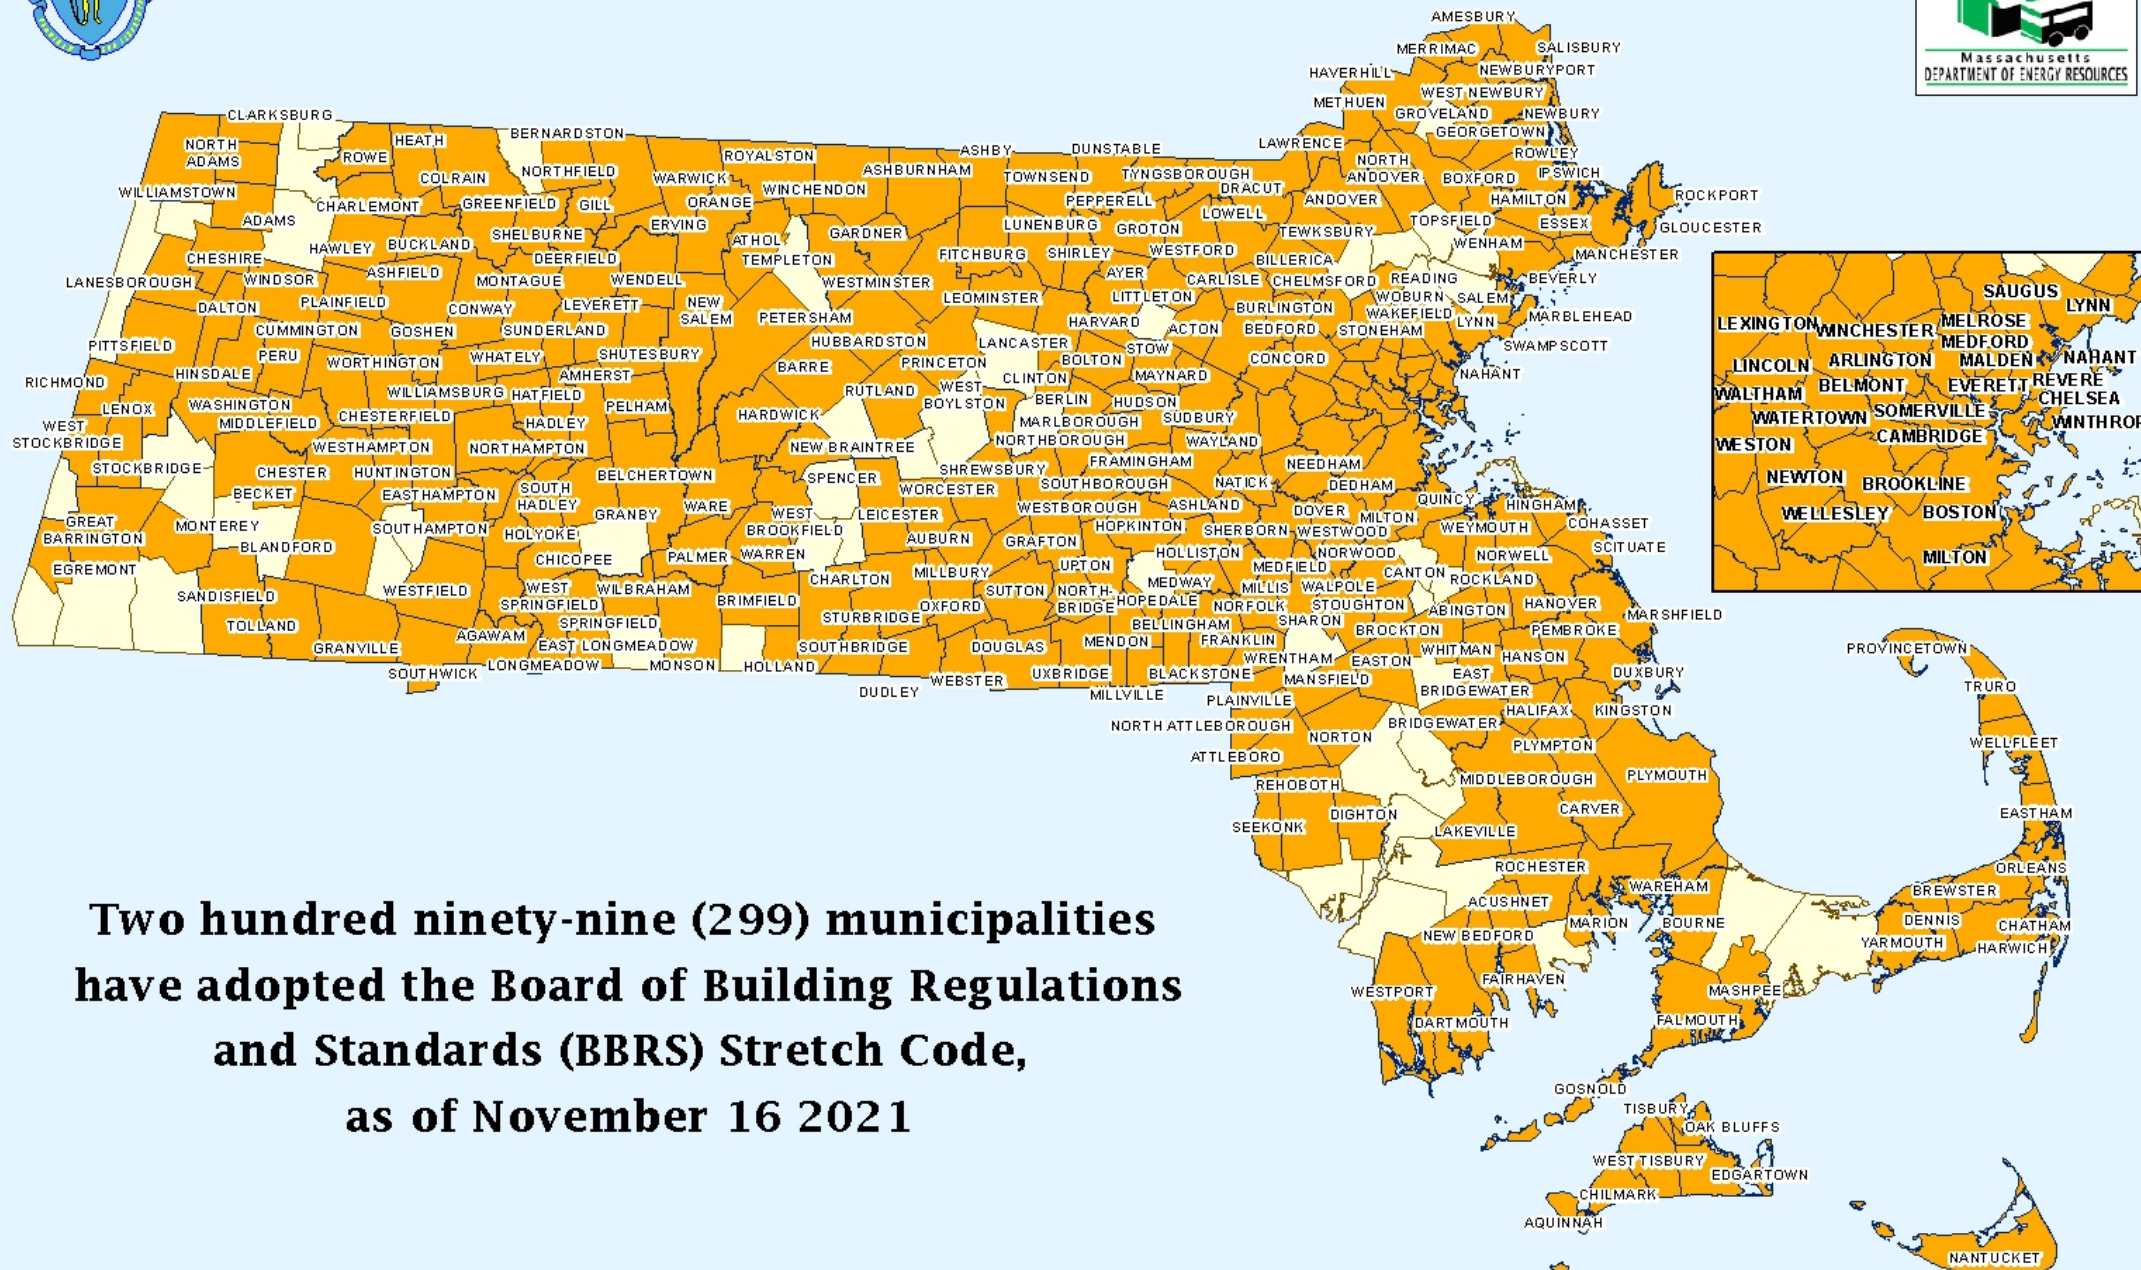 Massachusetts
DEPARTMENT OF ENERGY RESOURCES
AMESBURY
MERRIMAC
SALISBURY
HAVERHILL
NEWBURYPORT
WEST NEWBURY
METHUEN
GROVELAND
NEWBURY
GEORGETOWN
LAWRENCE
ROWLEY
NORTH
ANDOVER
BOXFORD
IPSWICH
ANDOVER
HAMILTON
ROCKPORT
TOPSFIELD
ESSEX
GLOUCESTER
TEWKSBURY
WENHAM
MANCHESTER
BILLERICA
CHELMSFORD
READING
BEVERLY
WOBURN
SALEM
WAKEFIELD
LYNN
MARBLEHEAD
STONEHAM
SWAMPSCOTT
NAHANT
CLARKSBURG
NORTH
ADAMS
HEATH
BERNARDSTON
ROWE
ROYALSTON
ASHBY
DUNSTABLE
COLRAIN
NORTHFIELD
WARWICK
ASHBURNHAM
TOWNSEND
TYNGSBOROUGH
DRACUT
WILLIAMSTOWN
CHARLEMONT
GREENFIELD
GILL
ORANGE
WINCHENDON
PEPPERELL
LOWELL
ADAMS
HAWLEY
BUCKLAND
SHELBURNE
ERVING
ATHOL
GARDNER
LUNENBURG
GROTON
CHESHIRE
DEERFIELD
TEMPLETON
FITCHBURG
SHIRLEY
WESTFORD
LANESBOROUGH
WINDSOR
ASHFIELD
MONTAGUE
WENDELL
WESTMINSTER
AYER
CARLISLE
DALTON
PLAINFIELD
CONWAY
LEVERETT
NEW
SALEM
PETERSHAM
LEOMINSTER
LITTLETON
BURLINGTON
CUMMINGTON
GOSHEN
SUNDERLAND
HARVARD
ACTON
BEDFORD
PITTSFIELD
PERU
WORTHINGTON
WHATELY
SHUTESBURY
HUBBARDSTON
LANCASTER
STOW
CONCORD
RICHMOND
HINSDALE
AMHERST
BARRE
PRINCETON
BOLTON
MAYNARD
LENOX
WASHINGTON
WILLIAMSBURG
HATFIELD
PELHAM
RUTLAND
WEST
BOYLSTON
CLINTON
BERLIN
HUDSON
SUDBURY
WEST
STOCKBRIDGE
MIDDLEFIELD
CHESTERFIELD
HADLEY
HARDWICK
MARLBOROUGH
WESTHAMPTON
NORTHAMPTON
NEW BRAINTREE
NORTHBOROUGH
WAYLAND
STOCKBRIDGE
CHESTER
HUNTINGTON
BELCHERTOWN
SPENCER
SHREWSBURY
FRAMINGHAM
NEEDHAM
BECKET
EASTHAMPTON
SOUTH
HADLEY
WORCESTER
SOUTHBOROUGH
NATICK
DEDHAM
GREAT
BARRINGTON
MONTEREY
SOUTHAMPTON
GRANBY
WARE
WEST
BROOKFIELD
LEICESTER
WESTBOROUGH
ASHLAND
DOVER
MILTON
QUINCY
HINGHAM
BLANDFORD
HOLYOKE
AUBURN
GRAFTON
HOPKINTON
SHERBORN
WESTWOOD
WEYMOUTH
COHASSET
EGREMONT
CHICOPEE
PALMER
WARREN
HOLLISTON
NORWOOD
NORWELL
SCITUATE
SANDISFIELD
WESTFIELD
WEST
SPRINGFIELD
WILBRAHAM
CHARLTON
MILLBURY
UPTON
MEDWAY
MEDFIELD
CANTON
ROCKLAND
BRIMFIELD
OXFORD
SUTTON
NORTH-
BRIDGE
HOPEDALE
MILLIS
WALPOLE
NORFOLK
STOUGHTON
ABINGTON
HANOVER
MARSHFIELD
TOLLAND
SPRINGFIELD
STURBRIDGE
BELLINGHAM
SHARON
BROCKTON
PEMBROKE
GRANVILLE
AGAWAM
EAST LONGMEADOW
SOUTHBRIDGE
DOUGLAS
MENDON
FRANKLIN
WHITMAN
HANSON
SOUTHWICK
LONGMEADOW
MONSON
HOLLAND
DUDLEY
WEBSTER
UXBRIDGE
BLACKSTONE
WRENTHAM
EASTON
EAST
BRIDGEWATER
DUXBURY
MILLVILLE
PLAINVILLE
MANSFIELD
HALIFAX
KINGSTON
NORTH ATTLEBOROUGH
NORTON
BRIDGEWATER
ATTLEBORO
PLYMPTON
REHOBOTH
MIDDLEBOROUGH
PLYMOUTH
SEEKONK
DIGHTON
LAKEVILLE
CARVER
ROCHESTER
WAREHAM
ACUSHNET
MARION
BOURNE
NEW BEDFORD
FAIRHAVEN
WESTPORT
DARTMOUTH
MASHPEE
FALMOUTH
GOSNOLD
TISBURY
OAK BLUFFS
WEST TISBURY
EDGARTOWN
CHILMARK
AQUINNAH
NANTUCKET
PROVINCETOWN
TRURO
WELLFLEET
EASTHAM
ORLEANS
BREWSTER
DENNIS
CHATHAM
YARMOUTH
HARWICH
SAUGUS
LYNN
LEXINGTON
WINCHESTER
MELROSE
MEDFORD
LINCOLN
ARLINGTON
MALDEN
NAHANT
WALTHAM
BELMONT
EVERETT
REVERE
CHELSEA
WATERTOWN
SOMERVILLE
WINTHROP
WESTON
CAMBRIDGE
NEWTON
BROOKLINE
WELLESLEY
BOSTON
MILTON
Two hundred ninety-nine (299) municipalities
have adopted the Board of Building Regulations
and Standards (BBRS) Stretch Code,
as of November 16 2021